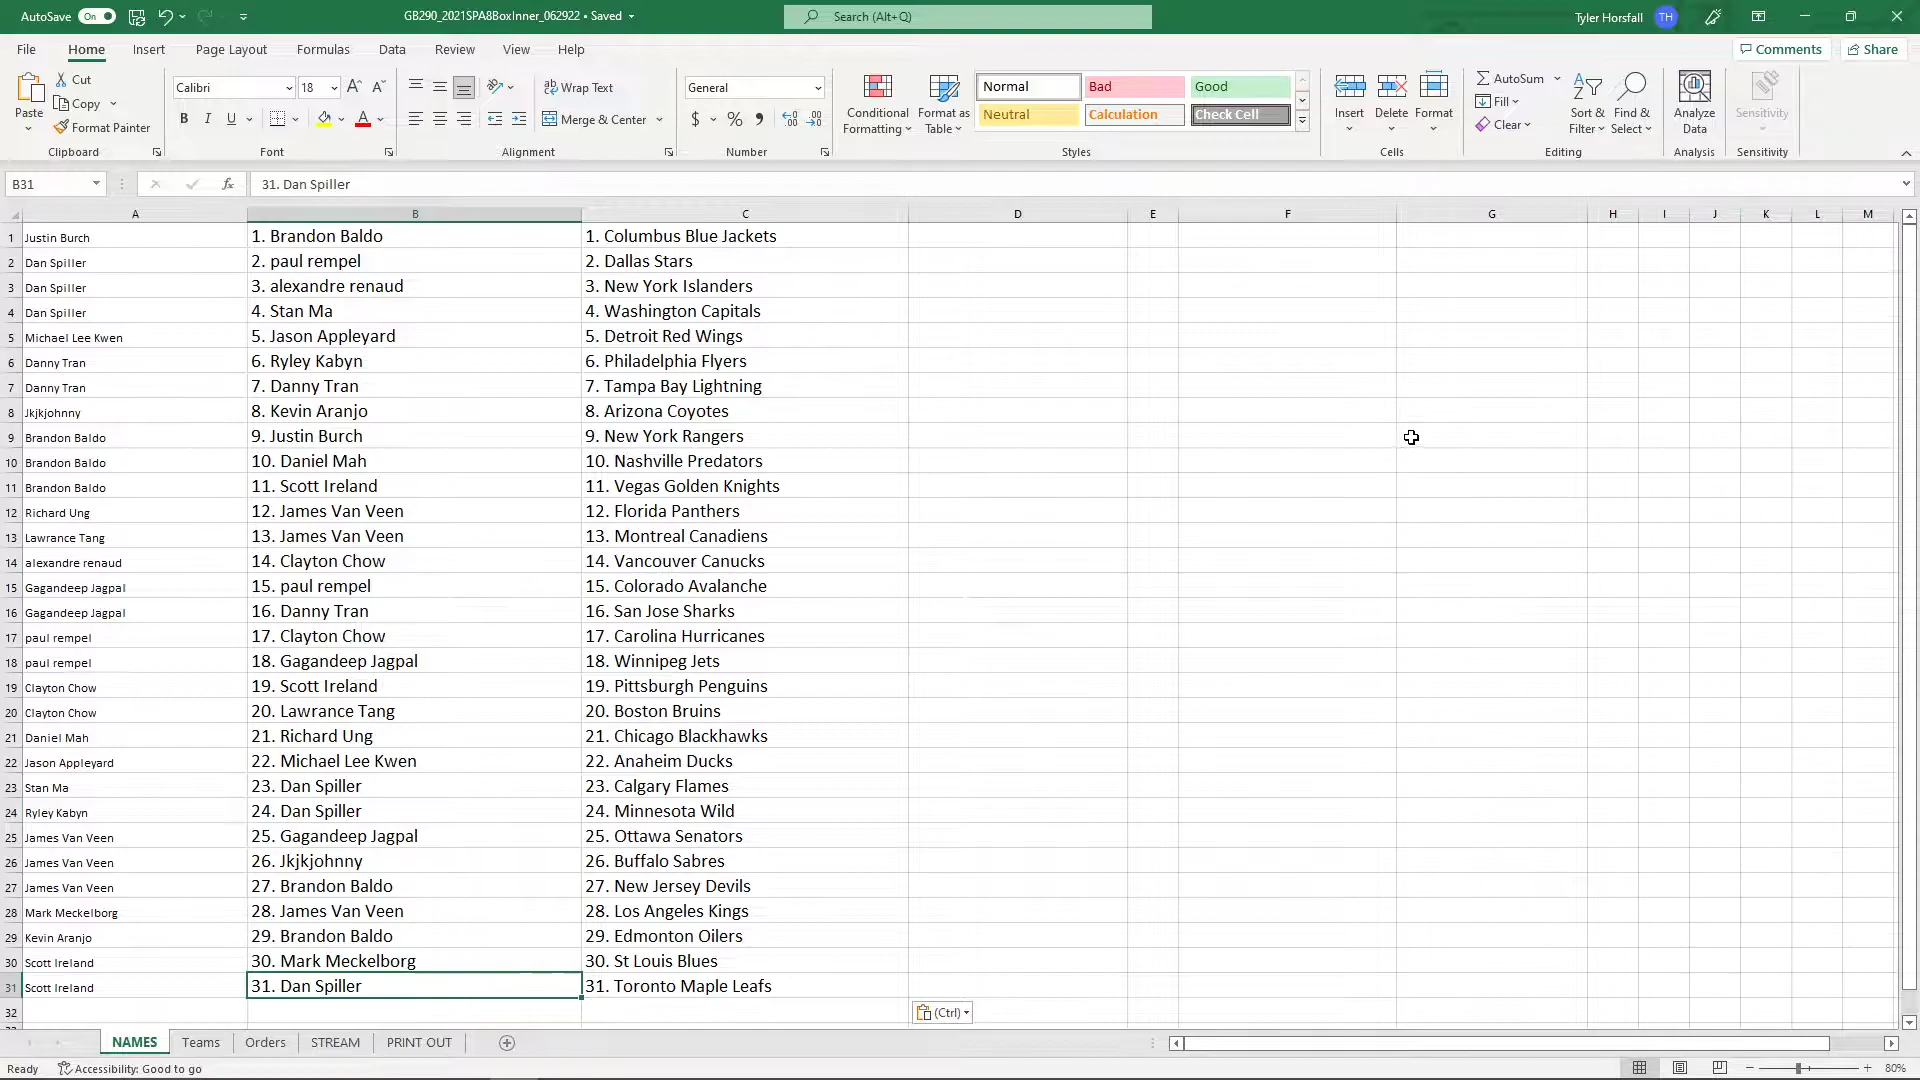 AutoSave On GB290_2021SPA8BoxInner_062922 • Saved Search (Alt+Q) Tyler Horsfall TH
File Home Insert Page Layout Formulas Data Review View Help Comments Share
Paste Cut Copy Format Painter Clipboard
Calibri 18 A A B I U A Font
Wrap Text Merge & Center Alignment
General $ % 9 Number
Conditional Formatting Format as Table
Normal Bad Good
Neutral Calculation Check Cell
Styles
Insert Delete Format Cells
AutoSum Fill Clear Sort & Filter Find & Select Editing
Analyze Data Analysis
Sensitivity Sensitivity
B31 fx 31. Dan Spiller
A B C D E F G H I J K L M
1 Justin Burch 1. Brandon Baldo 1. Columbus Blue Jackets
2 Dan Spiller 2. paul rempel 2. Dallas Stars
3 Dan Spiller 3. alexandre renaud 3. New York Islanders
4 Dan Spiller 4. Stan Ma 4. Washington Capitals
5 Michael Lee Kwen 5. Jason Appleyard 5. Detroit Red Wings
6 Danny Tran 6. Ryley Kabyn 6. Philadelphia Flyers
7 Danny Tran 7. Danny Tran 7. Tampa Bay Lightning
8 Jkjkjohnny 8. Kevin Aranjo 8. Arizona Coyotes
9 Brandon Baldo 9. Justin Burch 9. New York Rangers
10 Brandon Baldo 10. Daniel Mah 10. Nashville Predators
11 Brandon Baldo 11. Scott Ireland 11. Vegas Golden Knights
12 Richard Ung 12. James Van Veen 12. Florida Panthers
13 Lawrance Tang 13. James Van Veen 13. Montreal Canadiens
14 alexandre renaud 14. Clayton Chow 14. Vancouver Canucks
15 Gagandeep Jagpal 15. paul rempel 15. Colorado Avalanche
16 Gagandeep Jagpal 16. Danny Tran 16. San Jose Sharks
17 paul rempel 17. Clayton Chow 17. Carolina Hurricanes
18 paul rempel 18. Gagandeep Jagpal 18. Winnipeg Jets
19 Clayton Chow 19. Scott Ireland 19. Pittsburgh Penguins
20 Clayton Chow 20. Lawrance Tang 20. Boston Bruins
21 Daniel Mah 21. Richard Ung 21. Chicago Blackhawks
22 Jason Appleyard 22. Michael Lee Kwen 22. Anaheim Ducks
23 Stan Ma 23. Dan Spiller 23. Calgary Flames
24 Ryley Kabyn 24. Dan Spiller 24. Minnesota Wild
25 James Van Veen 25. Gagandeep Jagpal 25. Ottawa Senators
26 James Van Veen 26. Jkjkjohnny 26. Buffalo Sabres
27 James Van Veen 27. Brandon Baldo 27. New Jersey Devils
28 Mark Meckelborg 28. James Van Veen 28. Los Angeles Kings
29 Kevin Aranjo 29. Brandon Baldo 29. Edmonton Oilers
30 Scott Ireland 30. Mark Meckelborg 30. St Louis Blues
31 Scott Ireland 31. Dan Spiller 31. Toronto Maple Leafs
32 (Ctrl)
NAMES Teams Orders STREAM PRINT OUT
Ready Accessibility: Good to go 80%